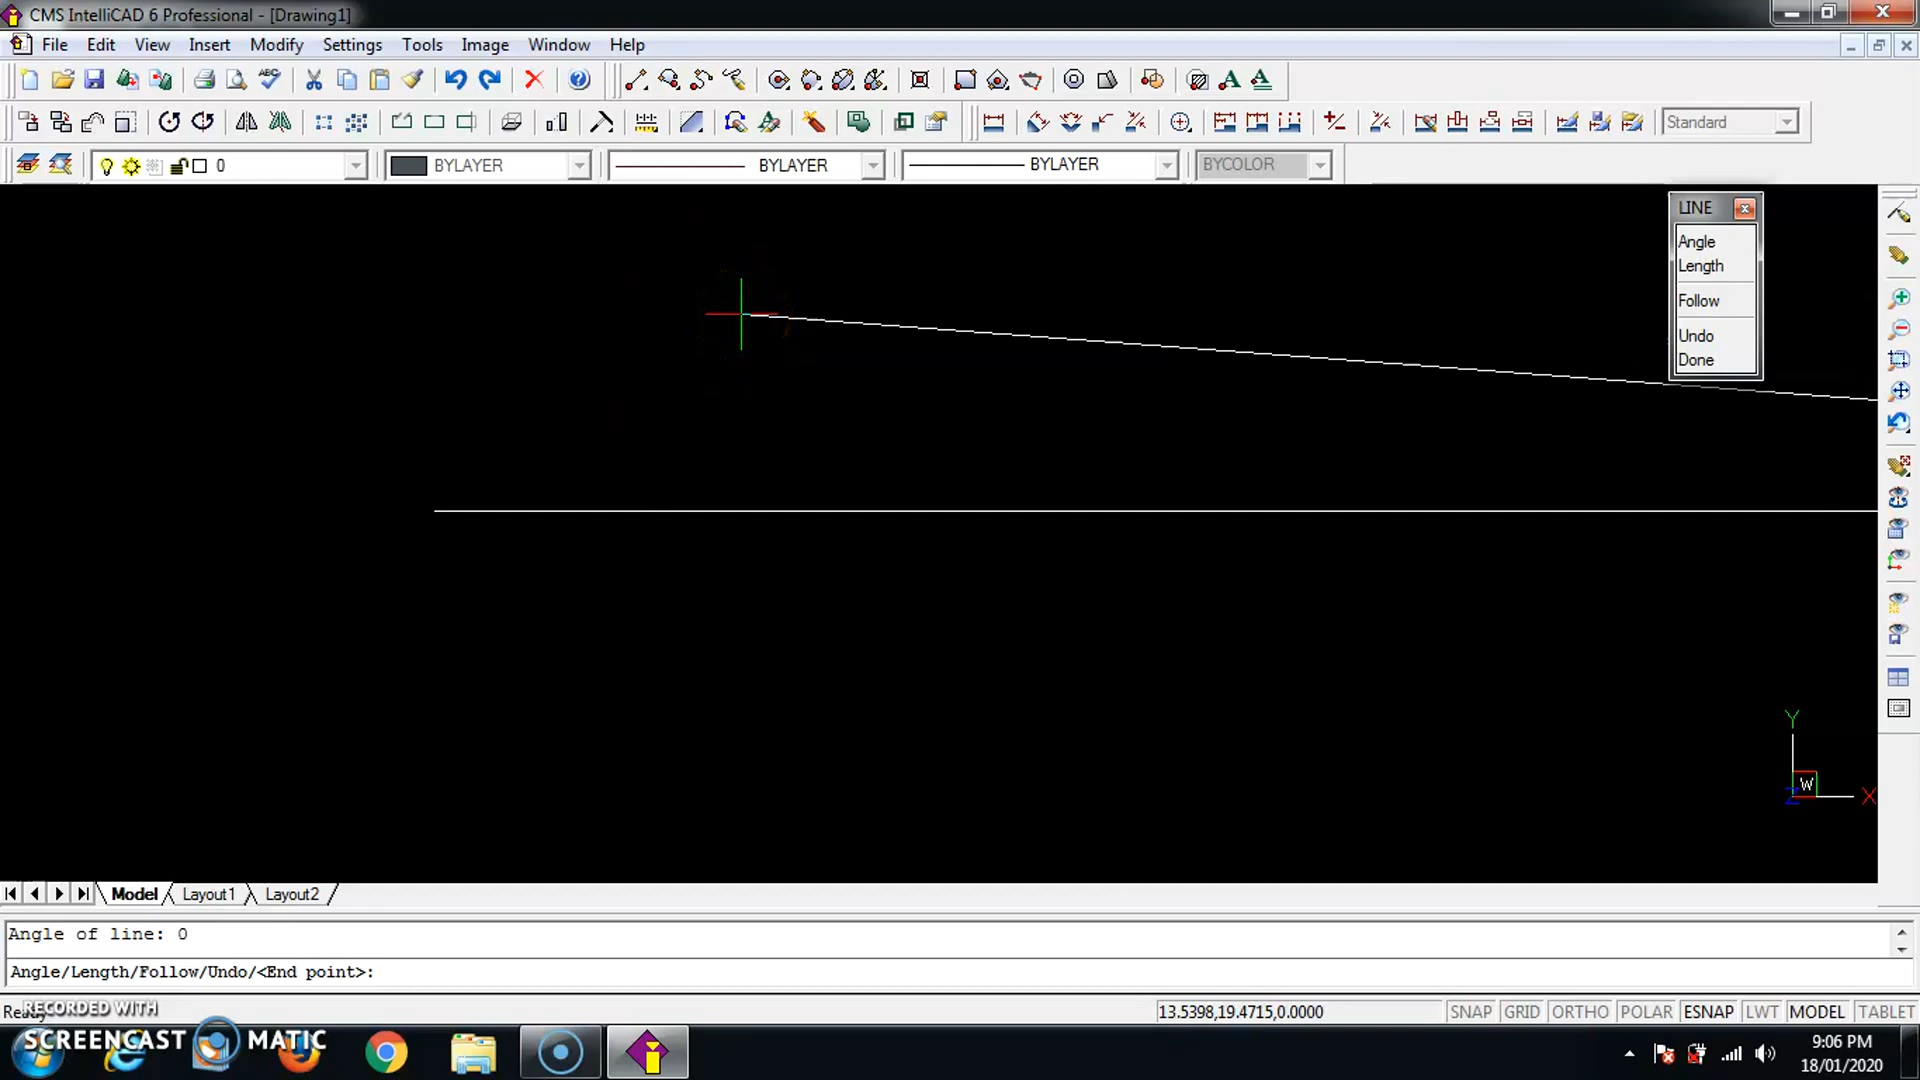 CMS IntelliCAD 6 Professional - [Drawing1]
File Edit View Insert Modify Settings Tools Image Window Help
Standard
0 BYLAYER BYLAYER BYLAYER BYCOLOR
LINE
Angle
Length
Follow
Undo
Done
Y
W
Z X
Model Layout1 Layout2
Angle of line: 0
Angle/Length/Follow/Undo/<End point>:
RECORDED WITH
13.5398,19.4715,0.0000 SNAP GRID ORTHO POLAR ESNAP LWT MODEL TABLET
SCREENCAST MATIC
9:06 PM
18/01/2020